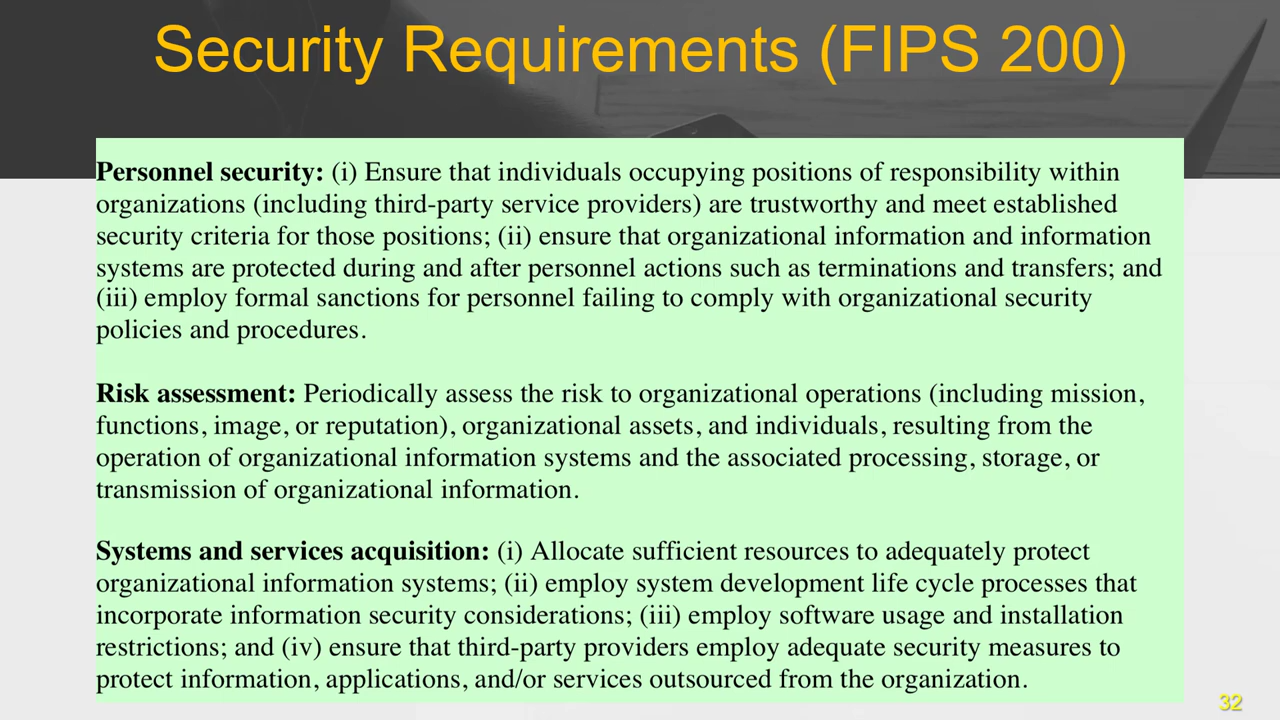 Security Requirements (FIPS 200)
Personnel security: (i) Ensure that individuals occupying positions of responsibility within
organizations (including third-party service providers) are trustworthy and meet established
security criteria for those positions; (ii) ensure that organizational information and information
systems are protected during and after personnel actions such as terminations and transfers; and
(iii) employ formal sanctions for personnel failing to comply with organizational security
policies and procedures.
Risk assessment: Periodically assess the risk to organizational operations (including mission,
functions, image, or reputation), organizational assets, and individuals, resulting from the
operation of organizational information systems and the associated processing, storage, or
transmission of organizational information.
Systems and services acquisition: (i) Allocate sufficient resources to adequately protect
organizational information systems; (ii) employ system development life cycle processes that
incorporate information security considerations; (iii) employ software usage and installation
restrictions; and (iv) ensure that third-party providers employ adequate security measures to
protect information, applications, and/or services outsourced from the organization.
32